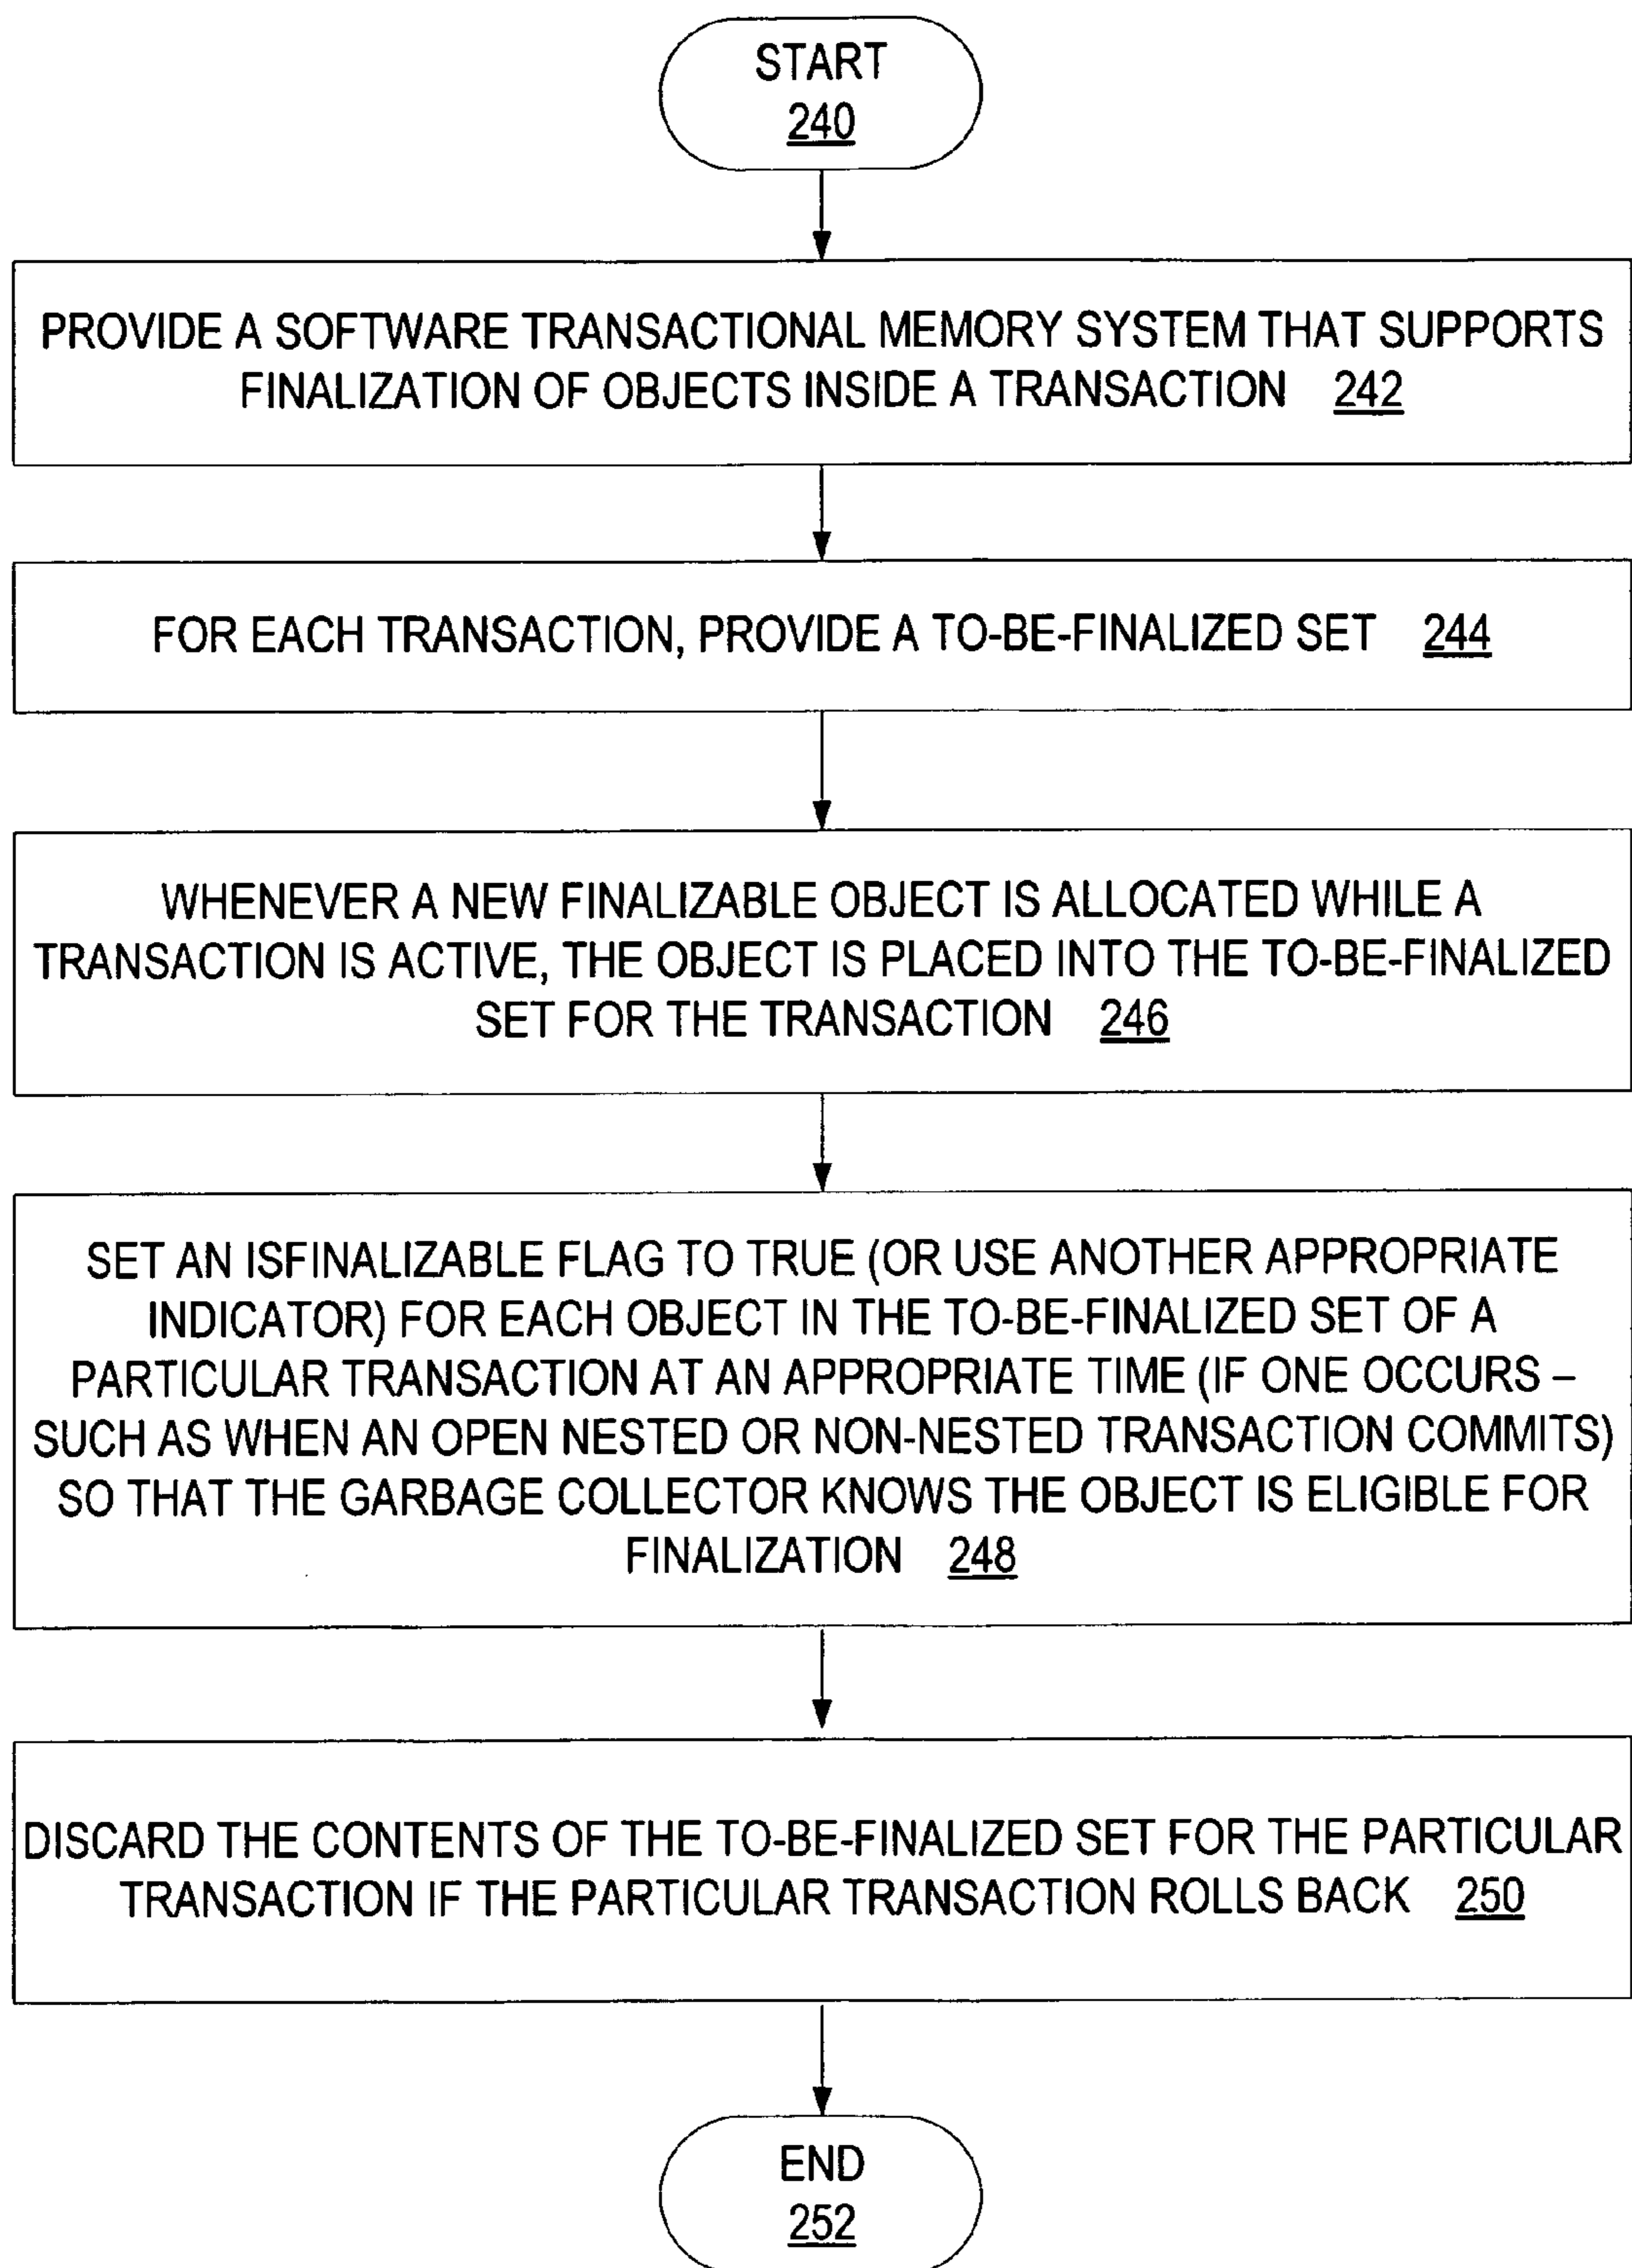 START
240
PROVIDE A SOFTWARE TRANSACTIONAL MEMORY SYSTEM THAT SUPPORTS
FINALIZATION OF OBJECTS INSIDE A TRANSACTION 242
FOR EACH TRANSACTION, PROVIDE A TO-BE-FINALIZED SET 244
WHENEVER A NEW FINALIZABLE OBJECT IS ALLOCATED WHILE A
TRANSACTION IS ACTIVE, THE OBJECT IS PLACED INTO THE TO-BE-FINALIZED
SET FOR THE TRANSACTION 246
SET AN ISFINALIZABLE FLAG TO TRUE (OR USE ANOTHER APPROPRIATE
INDICATOR) FOR EACH OBJECT IN THE TO-BE-FINALIZED SET OF A
PARTICULAR TRANSACTION AT AN APPROPRIATE TIME (IF ONE OCCURS –
SUCH AS WHEN AN OPEN NESTED OR NON-NESTED TRANSACTION COMMITS)
SO THAT THE GARBAGE COLLECTOR KNOWS THE OBJECT IS ELIGIBLE FOR
FINALIZATION 248
DISCARD THE CONTENTS OF THE TO-BE-FINALIZED SET FOR THE PARTICULAR
TRANSACTION IF THE PARTICULAR TRANSACTION ROLLS BACK 250
END
252